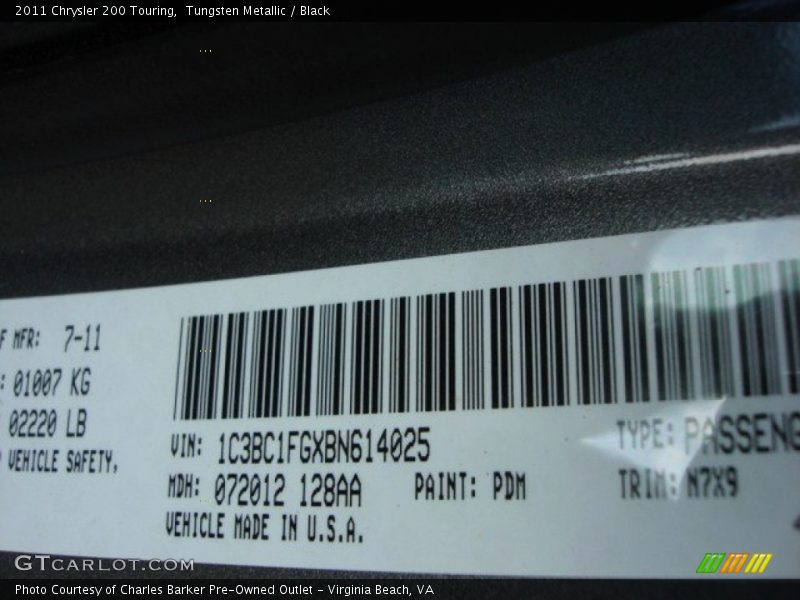 2011 Chrysler 200 Touring, Tungsten Metallic / Black
F MFR: 7-11
: 01007 KG
02220 LB
VEHICLE SAFETY.
VIN: 1C3BC1FGXBN614025
TYPE: PASSENG
MDH: 072012 128AA PAINT: PDM TRIM: N7X9
VEHICLE MADE IN U.S.A.
GTCARLOT.COM
Photo Courtesy of Charles Barker Pre-Owned Outlet - Virginia Beach, VA